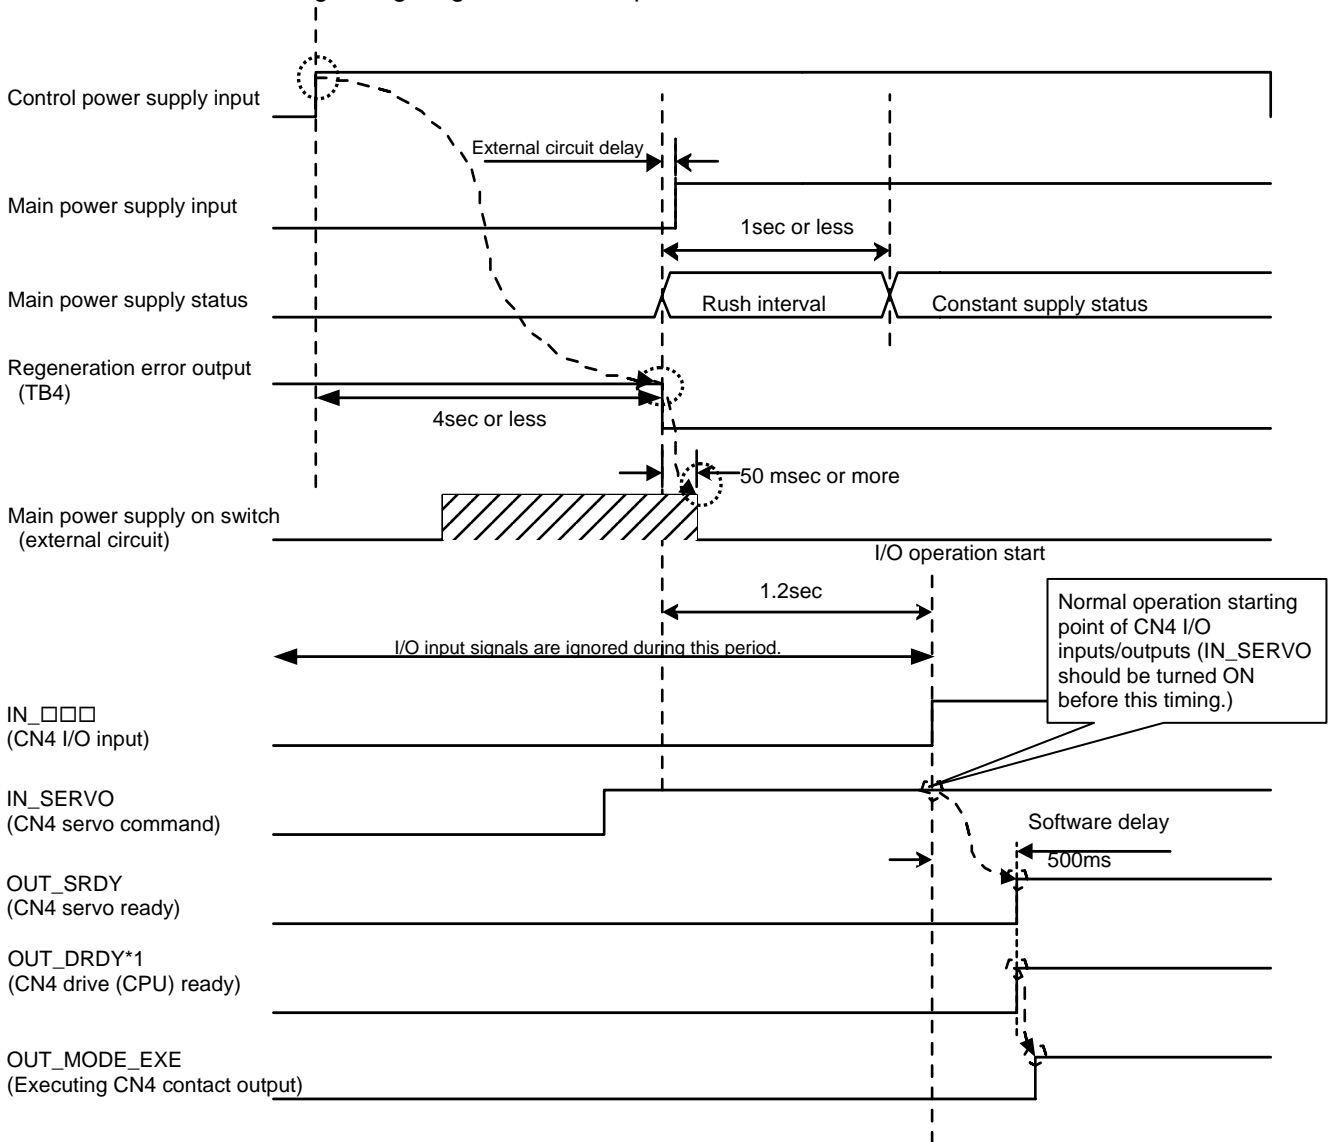 Control power supply input
External circuit delay
Main power supply input
1sec or less
Main power supply status
Rush interval
Constant supply status
Regeneration error output
(TB4)
4sec or less
50 msec or more
Main power supply on switch
(external circuit)
I/O operation start
1.2sec
Normal operation starting
point of CN4 I/O
inputs/outputs (IN_SERVO
should be turned ON
before this timing.)
I/O input signals are ignored during this period.
IN_□□□
(CN4 I/O input)
IN_SERVO
(CN4 servo command)
Software delay
500ms
OUT_SRDY
(CN4 servo ready)
OUT_DRDY*1
(CN4 drive (CPU) ready)
OUT_MODE_EXE
(Executing CN4 contact output)